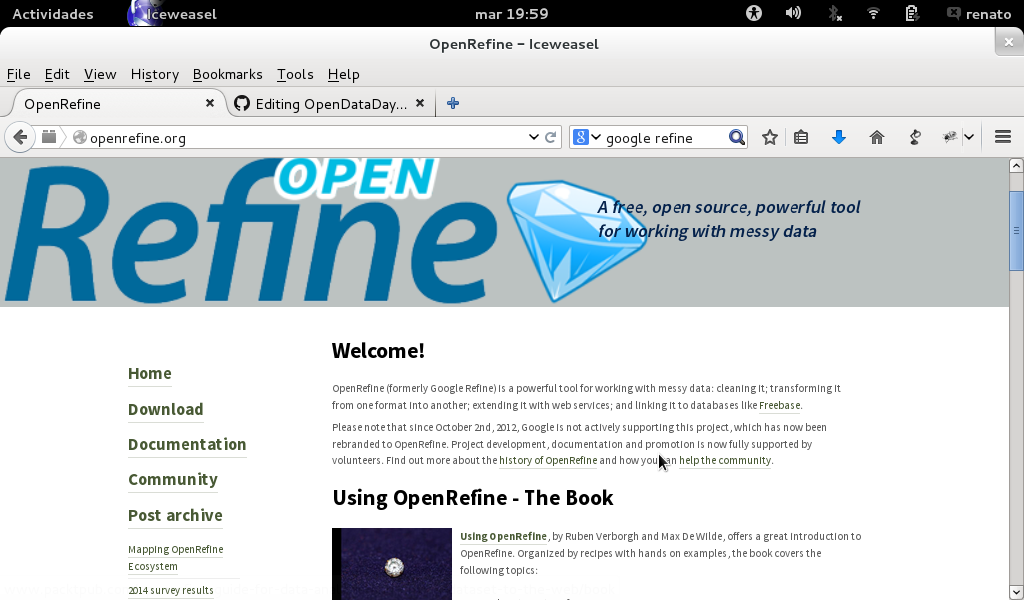 Actividades
Iceweasel
mar 19:59
renato
OpenRefine – Iceweasel
File Edit View History Bookmarks Tools Help
OpenRefine
Editing OpenDataDay...
openrefine.org
google refine
OPEN
Refine
A free, open source, powerful tool
for working with messy data
Home
Download
Documentation
Community
Post archive
Mapping OpenRefine
Ecosystem
2014 survey results
Welcome!
OpenRefine (formerly Google Refine) is a powerful tool for working with messy data: cleaning it; transforming it
from one format into another; extending it with web services; and linking it to databases like Freebase.
Please note that since October 2nd, 2012, Google is not actively supporting this project, which has now been
rebranded to OpenRefine. Project development, documentation and promotion is now fully supported by
volunteers. Find out more about the history of OpenRefine and how you can help the community.
Using OpenRefine - The Book
Using OpenRefine, by Ruben Verborgh and Max De Wilde, offers a great introduction to
OpenRefine. Organized by recipes with hands on examples, the book covers the
following topics: